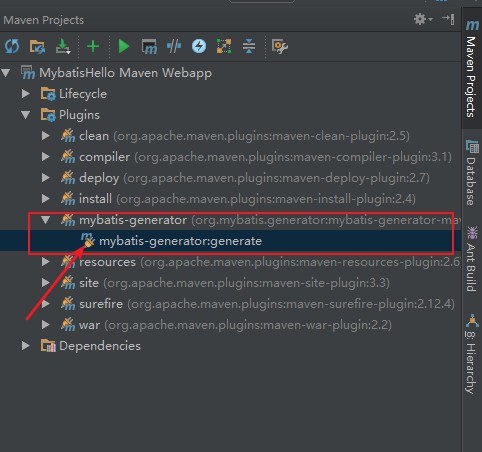 Maven Projects
MybatisHello Maven Webapp
Lifecycle
Plugins
clean (org.apache.maven.plugins:maven-clean-plugin:2.5)
compiler (org.apache.maven.plugins:maven-compiler-plugin:3.1)
deploy (org.apache.maven.plugins:maven-deploy-plugin:2.7)
install (org.apache.maven.plugins:maven-install-plugin:2.4)
mybatis-generator (org.mybatis.generator:mybatis-generator-ma
mybatis-generator:generate
resources (org.apache.maven.plugins:maven-resources-plugin:2.6
site (org.apache.maven.plugins:maven-site-plugin:3.3)
surefire (org.apache.maven.plugins:maven-surefire-plugin:2.12.4)
war (org.apache.maven.plugins:maven-war-plugin:2.2)
Dependencies
Maven Projects
Database
Ant Build
8: Hierarchy